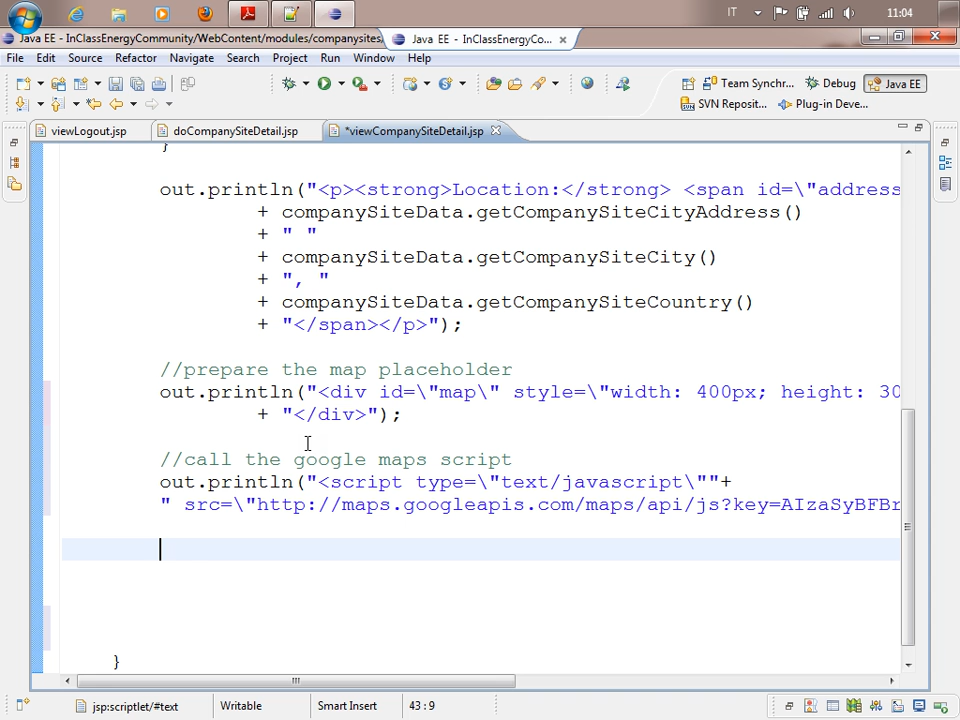 IT 11:04
Java EE - InClassEnergyCommunity/WebContent/modules/companysites
Java EE - InClassEnergyCo...
File Edit Source Refactor Navigate Search Project Run Window Help
Team Synchr... Debug Java EE
SVN Reposit... Plug-in Deve...
viewLogout.jsp doCompanySiteDetail.jsp *viewCompanySiteDetail.jsp
}
out.println("<p><strong>Location:</strong> <span id=\"address
+ companySiteData.getCompanySiteCityAddress()
+ " "
+ companySiteData.getCompanySiteCity()
+ ", "
+ companySiteData.getCompanySiteCountry()
+ "</span></p>");
//prepare the map placeholder
out.println("<div id=\"map\" style=\"width: 400px; height: 30
+ "</div>");
//call the google maps script
out.println("<script type=\"text/javascript\""+
" src=\"http://maps.googleapis.com/maps/api/js?key=AIzaSyBFBr
}
jsp:scriptlet/#text Writable Smart Insert 43 : 9